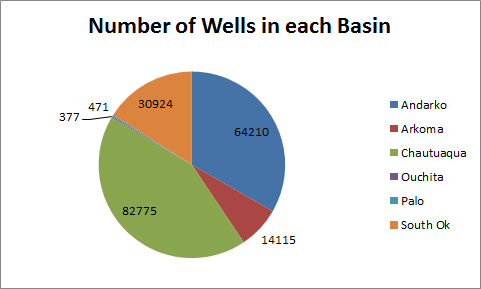 Number of Wells in each Basin
471
30924
377
64210
82775
14115
Andarko
Arkoma
Chautuaqua
Ouchita
Palo
South Ok